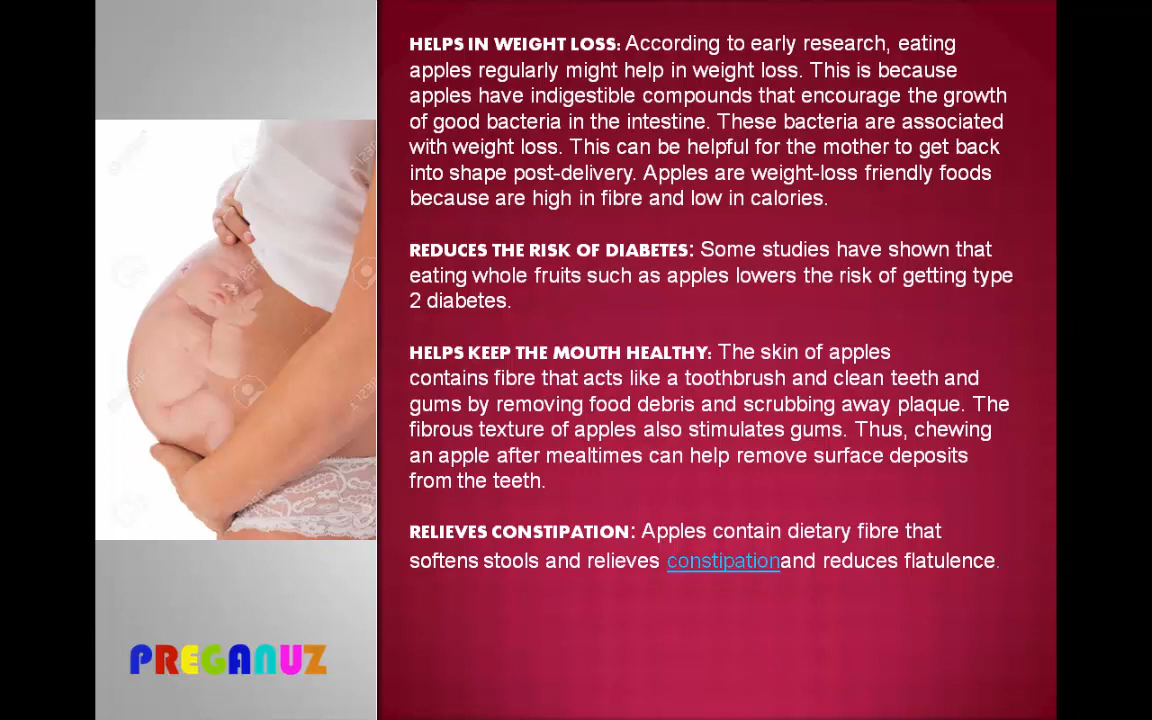 HELPS IN WEIGHT LOSS: According to early research, eating
apples regularly might help in weight loss. This is because
apples have indigestible compounds that encourage the growth
of good bacteria in the intestine. These bacteria are associated
with weight loss. This can be helpful for the mother to get back
into shape post-delivery. Apples are weight-loss friendly foods
because are high in fibre and low in calories.
REDUCES THE RISK OF DIABETES: Some studies have shown that
eating whole fruits such as apples lowers the risk of getting type
2 diabetes.
HELPS KEEP THE MOUTH HEALTHY: The skin of apples
contains fibre that acts like a toothbrush and clean teeth and
gums by removing food debris and scrubbing away plaque. The
fibrous texture of apples also stimulates gums. Thus, chewing
an apple after mealtimes can help remove surface deposits
from the teeth.
RELIEVES CONSTIPATION: Apples contain dietary fibre that
softens stools and relieves constipationand reduces flatulence.
PREGANUZ